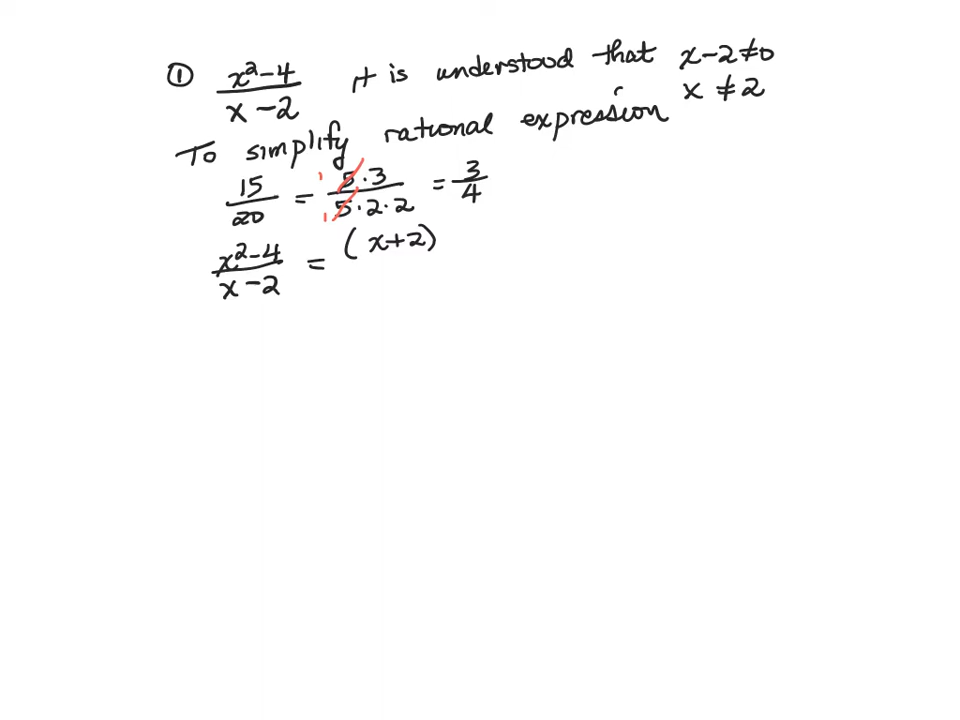 ① x²-4/x-2 it is understood that x-2≠0
x≠2
To simplify rational expression
15/20 = 5·3/5·2·2 = 3/4
x²-4/x-2 = (x+2)